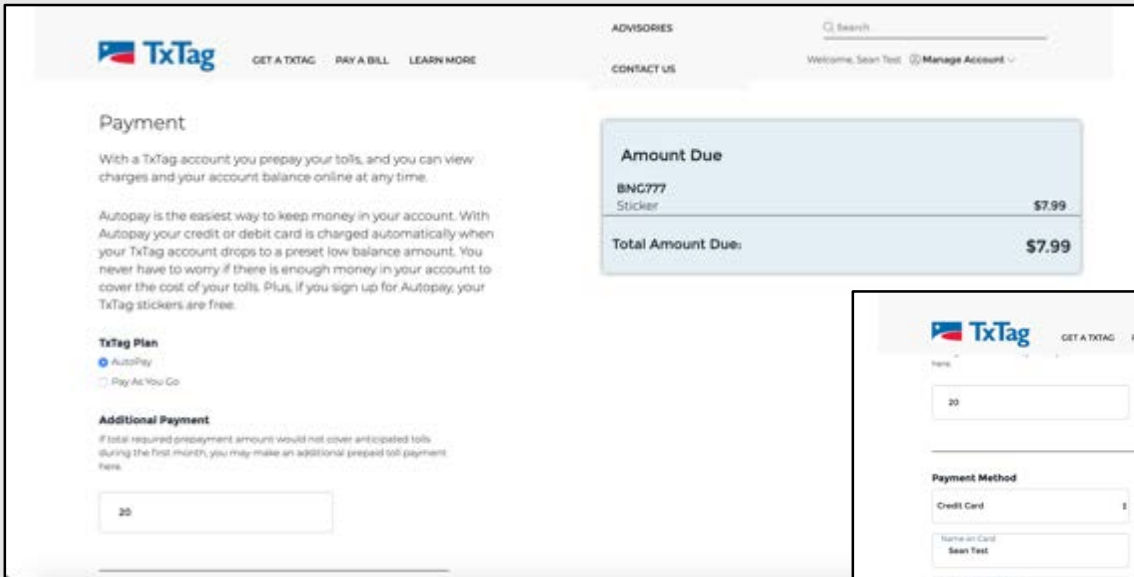 TxTag
GET A TXTAG PAY A BILL LEARN MORE
ADVISORIES
CONTACT US
Search
Welcome, Sean Test Manage Account
Payment
With a TxTag account you prepay your tolls, and you can view
charges and your account balance online at any time.
Autopay is the easiest way to keep money in your account. With
Autopay your credit or debit card is charged automatically when
your TxTag account drops to a preset low balance amount. You
never have to worry if there is enough money in your account to
cover the cost of your tolls. Plus, if you sign up for Autopay, your
TxTag stickers are free.
TxTag Plan
AutoPay
Pay As You Go
Additional Payment
If total required prepayment amount would not cover anticipated tolls
during the first month, you may make an additional prepaid toll payment
here.
20
Amount Due
BNG777
Sticker $7.99
Total Amount Due: $7.99
TxTag
GET A TXTAG
here.
20
Payment Method
Credit Card
Name on Card
Sean Test